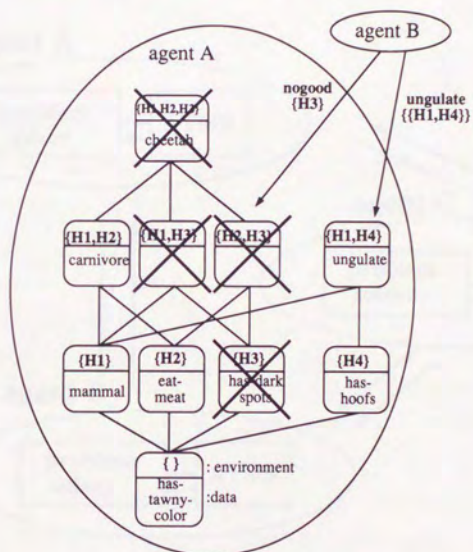 agent B
agent A
nogood
{H3}
ungulate
{{H1,H4}}
{H1,H2,H3}
cheetah
{H1,H2}
carnivore
{H1,H3}
{H2,H3}
{H1,H4}
ungulate
{H1}
mammal
{H2}
eat-
meat
{H3}
has-dark
spots
{H4}
has-
hoofs
{ } : environment
has-
tawny- :data
color